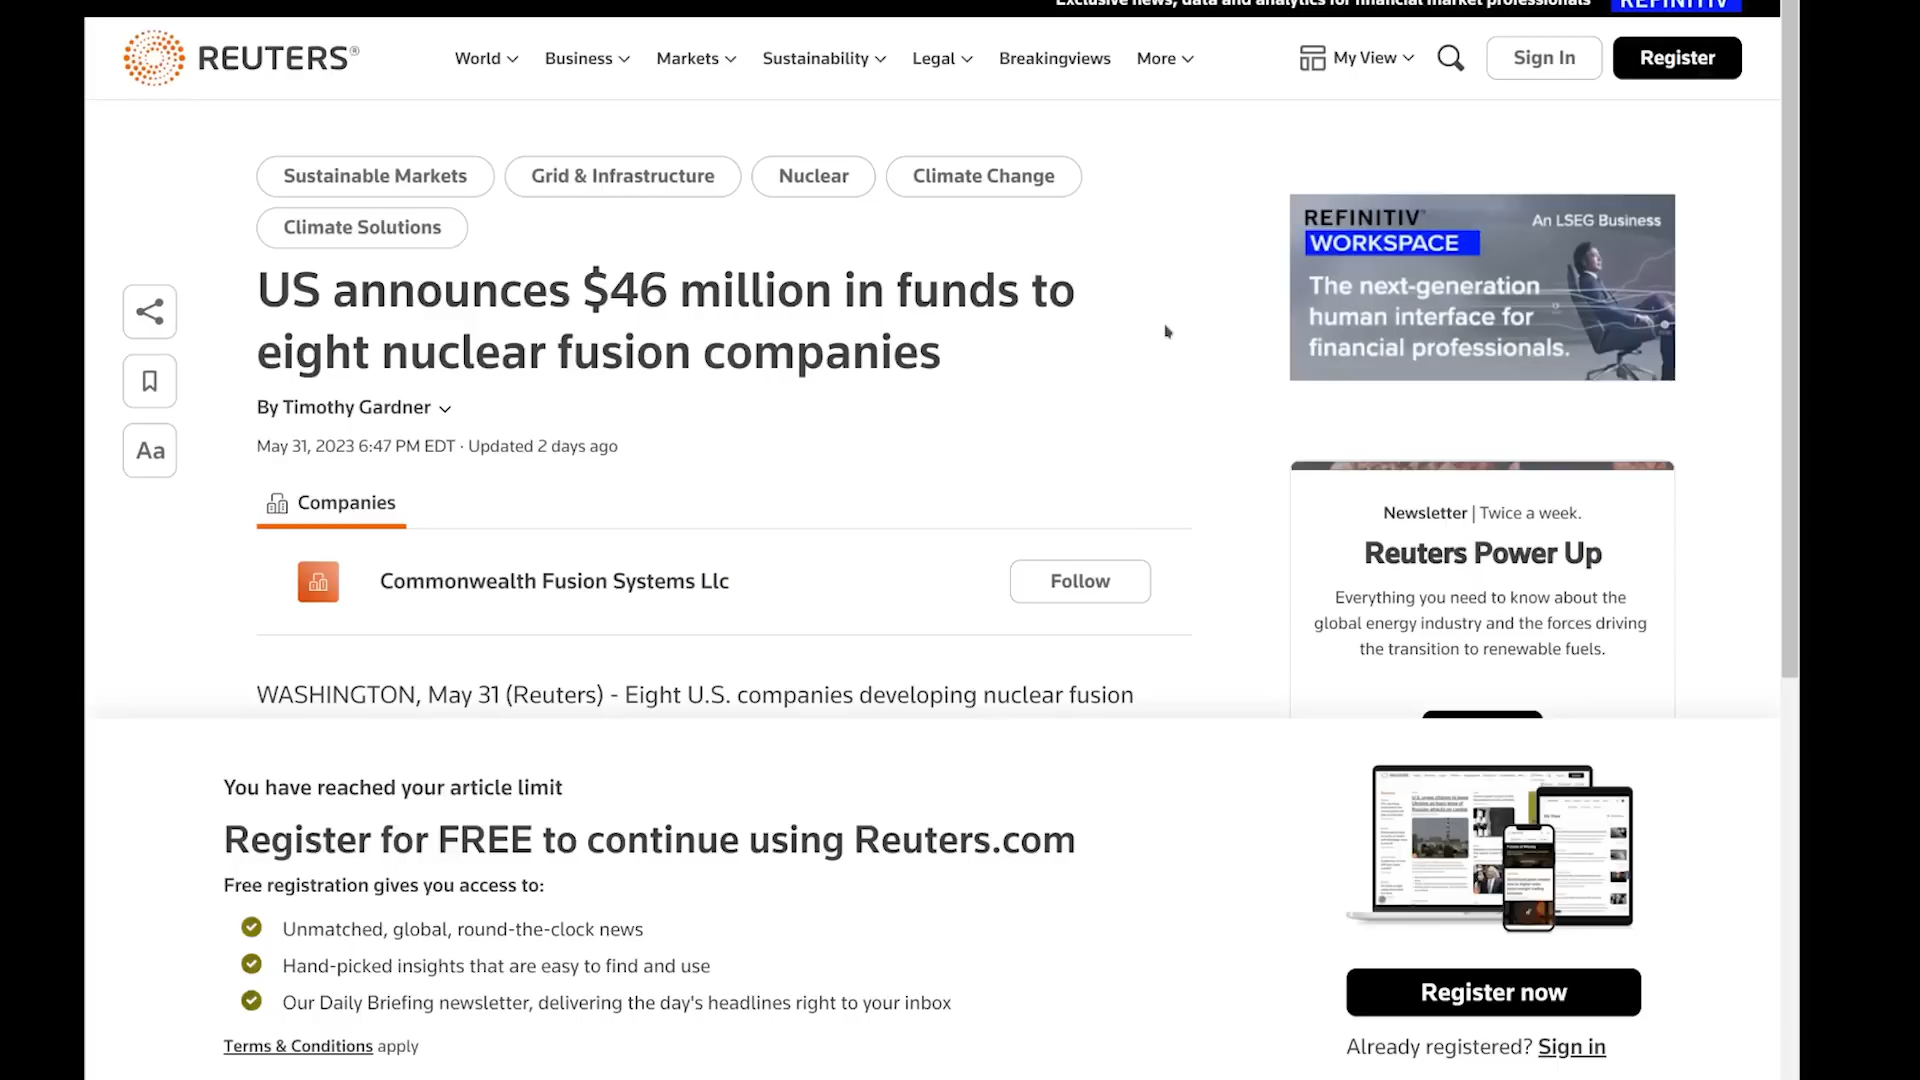 Exclusive news, data and analytics for financial market professionals
REFINITIV
REUTERS®
World
Business
Markets
Sustainability
Legal
Breakingviews
More
My View
Sign In
Register
Sustainable Markets
Grid & Infrastructure
Nuclear
Climate Change
Climate Solutions
US announces $46 million in funds to
eight nuclear fusion companies
By Timothy Gardner
May 31, 2023 6:47 PM EDT · Updated 2 days ago
Aa
Companies
Commonwealth Fusion Systems Llc
Follow
WASHINGTON, May 31 (Reuters) - Eight U.S. companies developing nuclear fusion
REFINITIV
WORKSPACE
An LSEG Business
The next-generation
human interface for
financial professionals.
Newsletter | Twice a week.
Reuters Power Up
Everything you need to know about the
global energy industry and the forces driving
the transition to renewable fuels.
You have reached your article limit
Register for FREE to continue using Reuters.com
Free registration gives you access to:
Unmatched, global, round-the-clock news
Hand-picked insights that are easy to find and use
Our Daily Briefing newsletter, delivering the day's headlines right to your inbox
Terms & Conditions apply
Register now
Already registered? Sign in